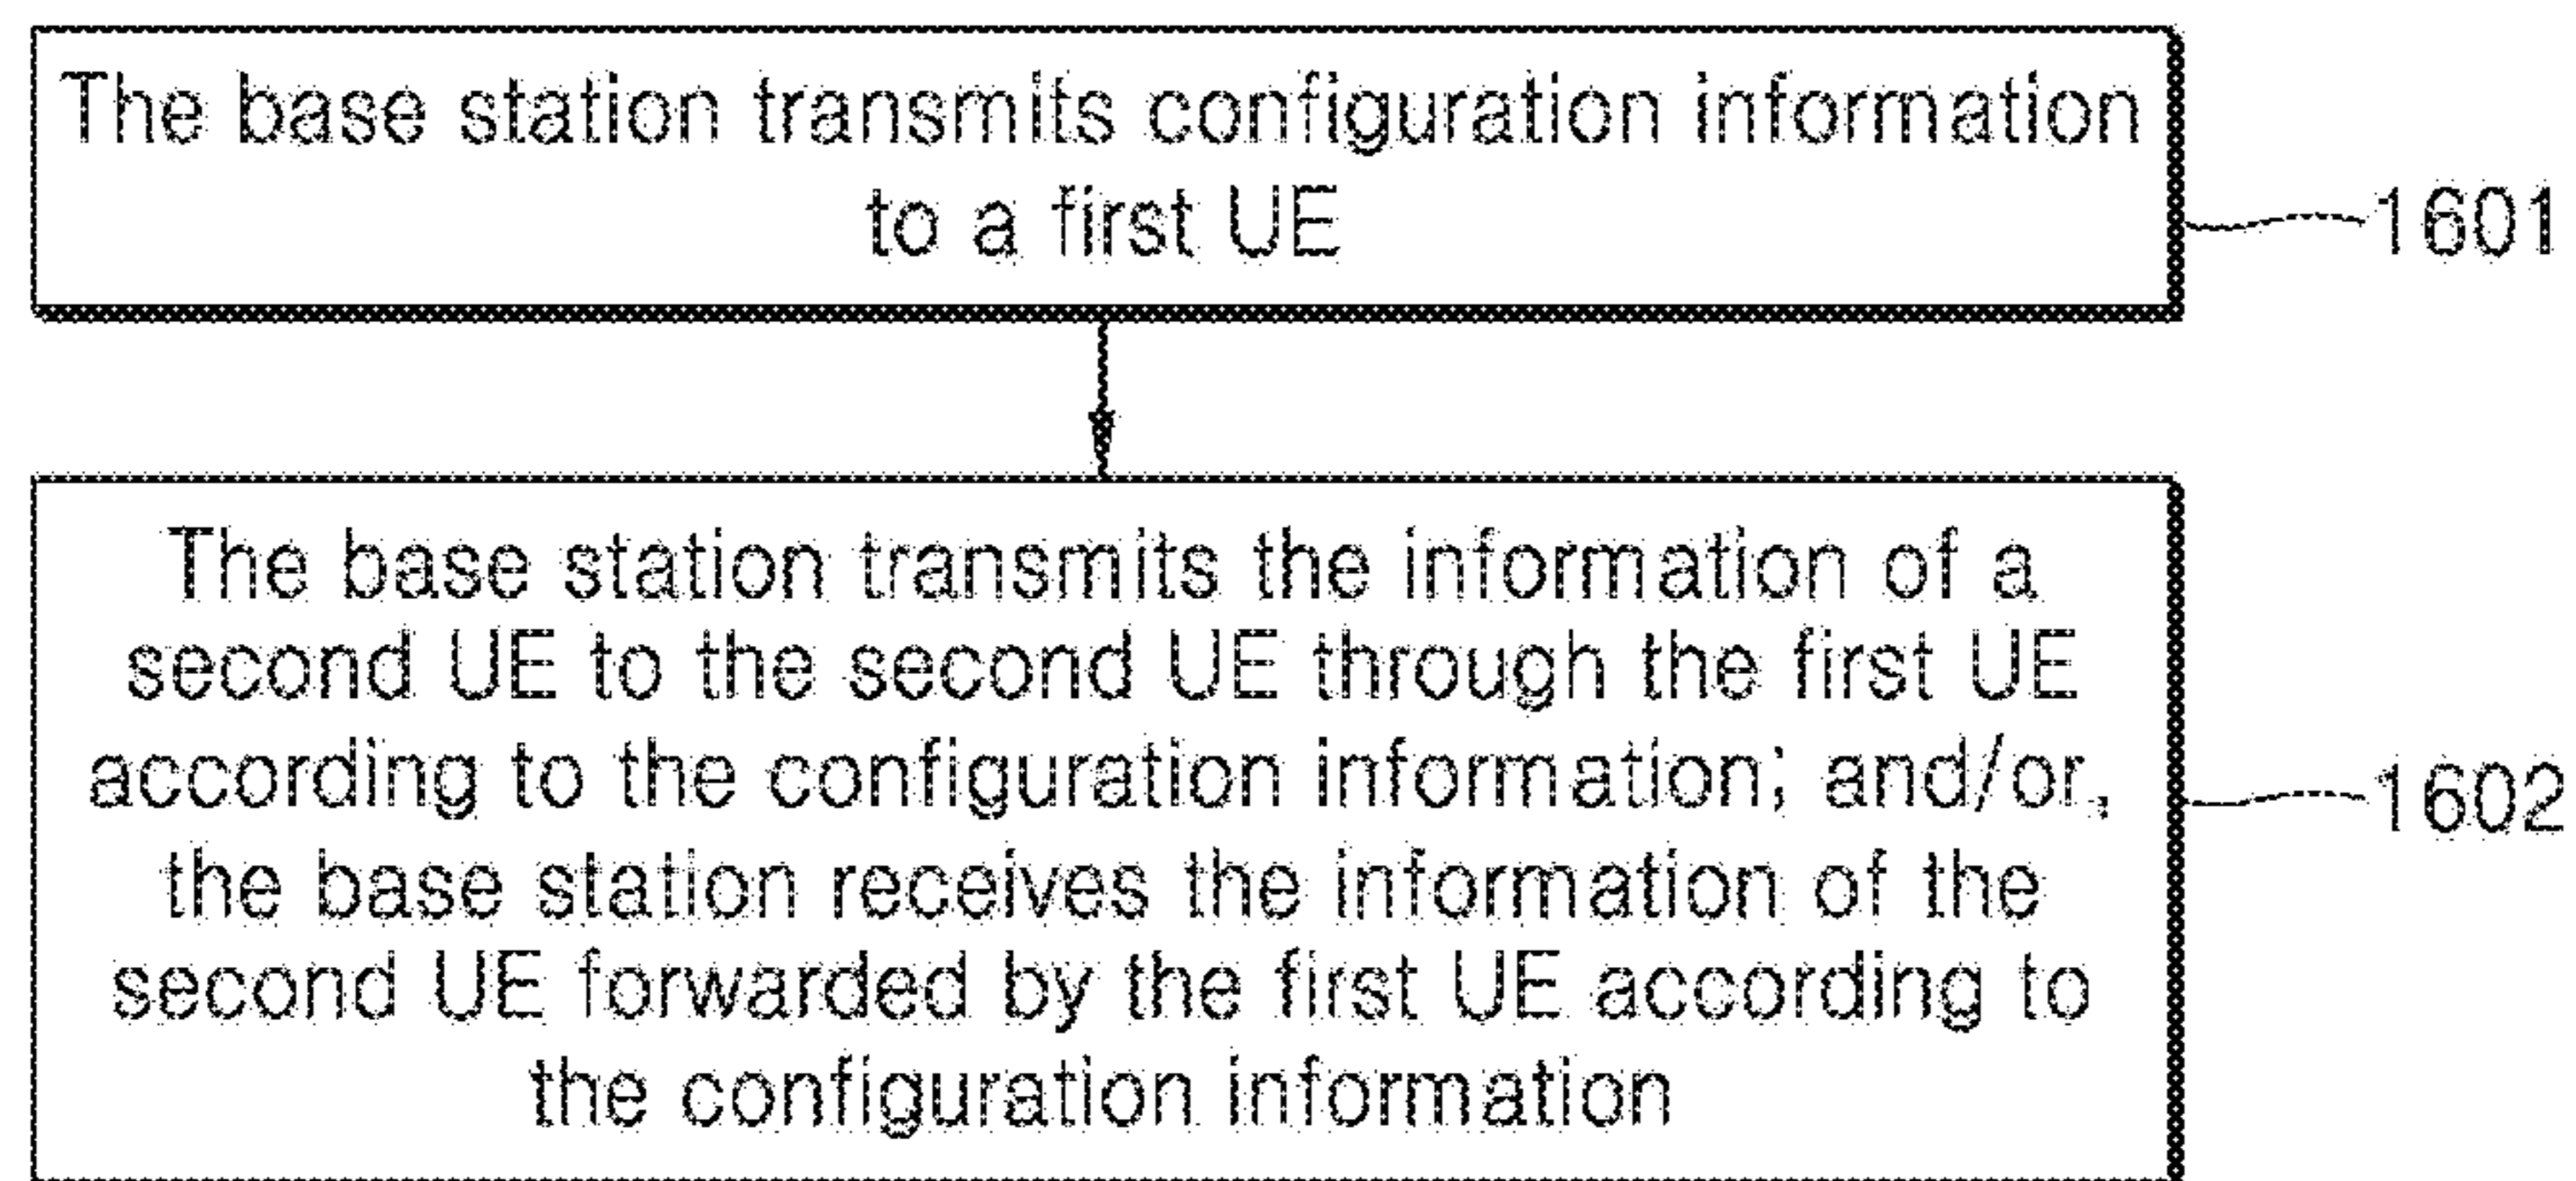 The base station transmits configuration information
to a first UE
1601
The base station transmits the information of a
second UE to the second UE through the first UE
according to the configuration information; and/or,
the base station receives the information of the
second UE forwarded by the first UE according to
the configuration information
1602